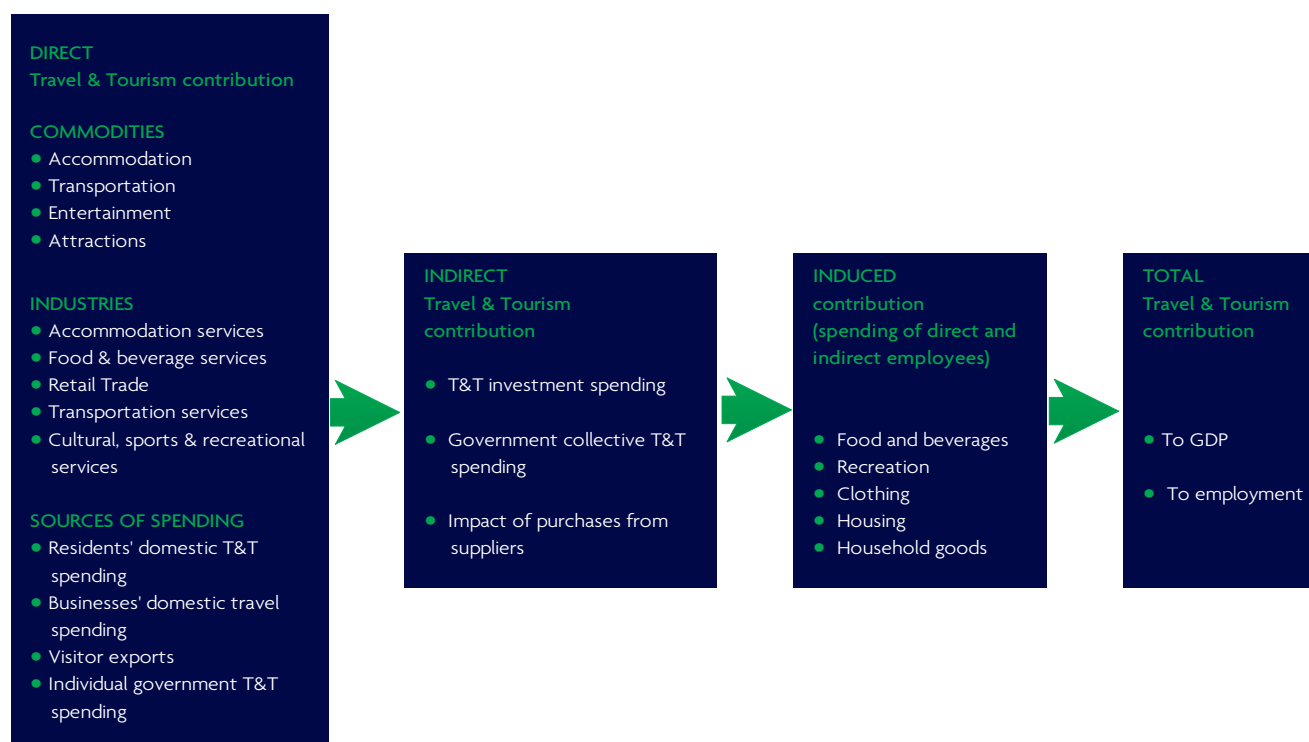 DIRECT
Travel & Tourism contribution
COMMODITIES
• Accommodation
• Transportation
• Entertainment
• Attractions
INDUSTRIES
• Accommodation services
• Food & beverage services
• Retail Trade
• Transportation services
• Cultural, sports & recreational
services
SOURCES OF SPENDING
• Residents' domestic T&T
spending
• Businesses' domestic travel
spending
• Visitor exports
• Individual government T&T
spending
INDIRECT
Travel & Tourism
contribution
• T&T investment spending
• Government collective T&T
spending
• Impact of purchases from
suppliers
INDUCED
contribution
(spending of direct and
indirect employees)
• Food and beverages
• Recreation
• Clothing
• Housing
• Household goods
TOTAL
Travel & Tourism
contribution
• To GDP
• To employment